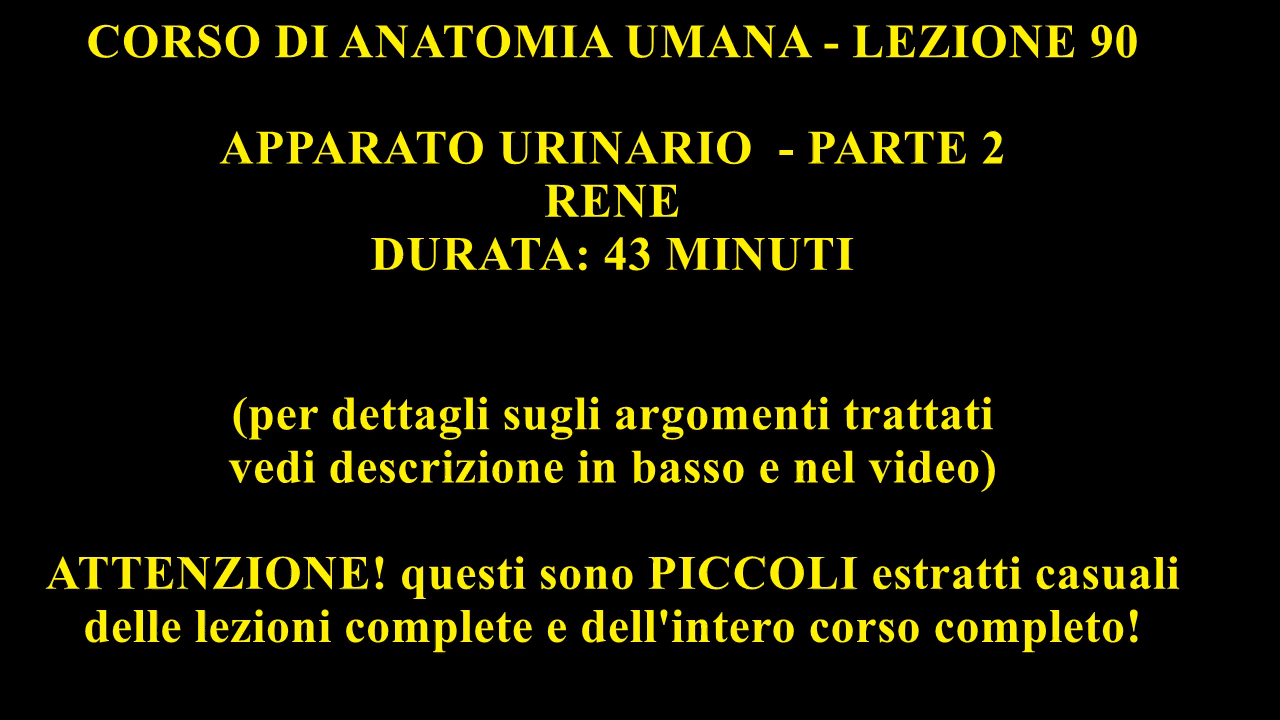 CORSO DI ANATOMIA UMANA - LEZIONE 90
APPARATO URINARIO - PARTE 2
RENE
DURATA: 43 MINUTI
(per dettagli sugli argomenti trattati
vedi descrizione in basso e nel video)
ATTENZIONE! questi sono PICCOLI estratti casuali
delle lezioni complete e dell'intero corso completo!